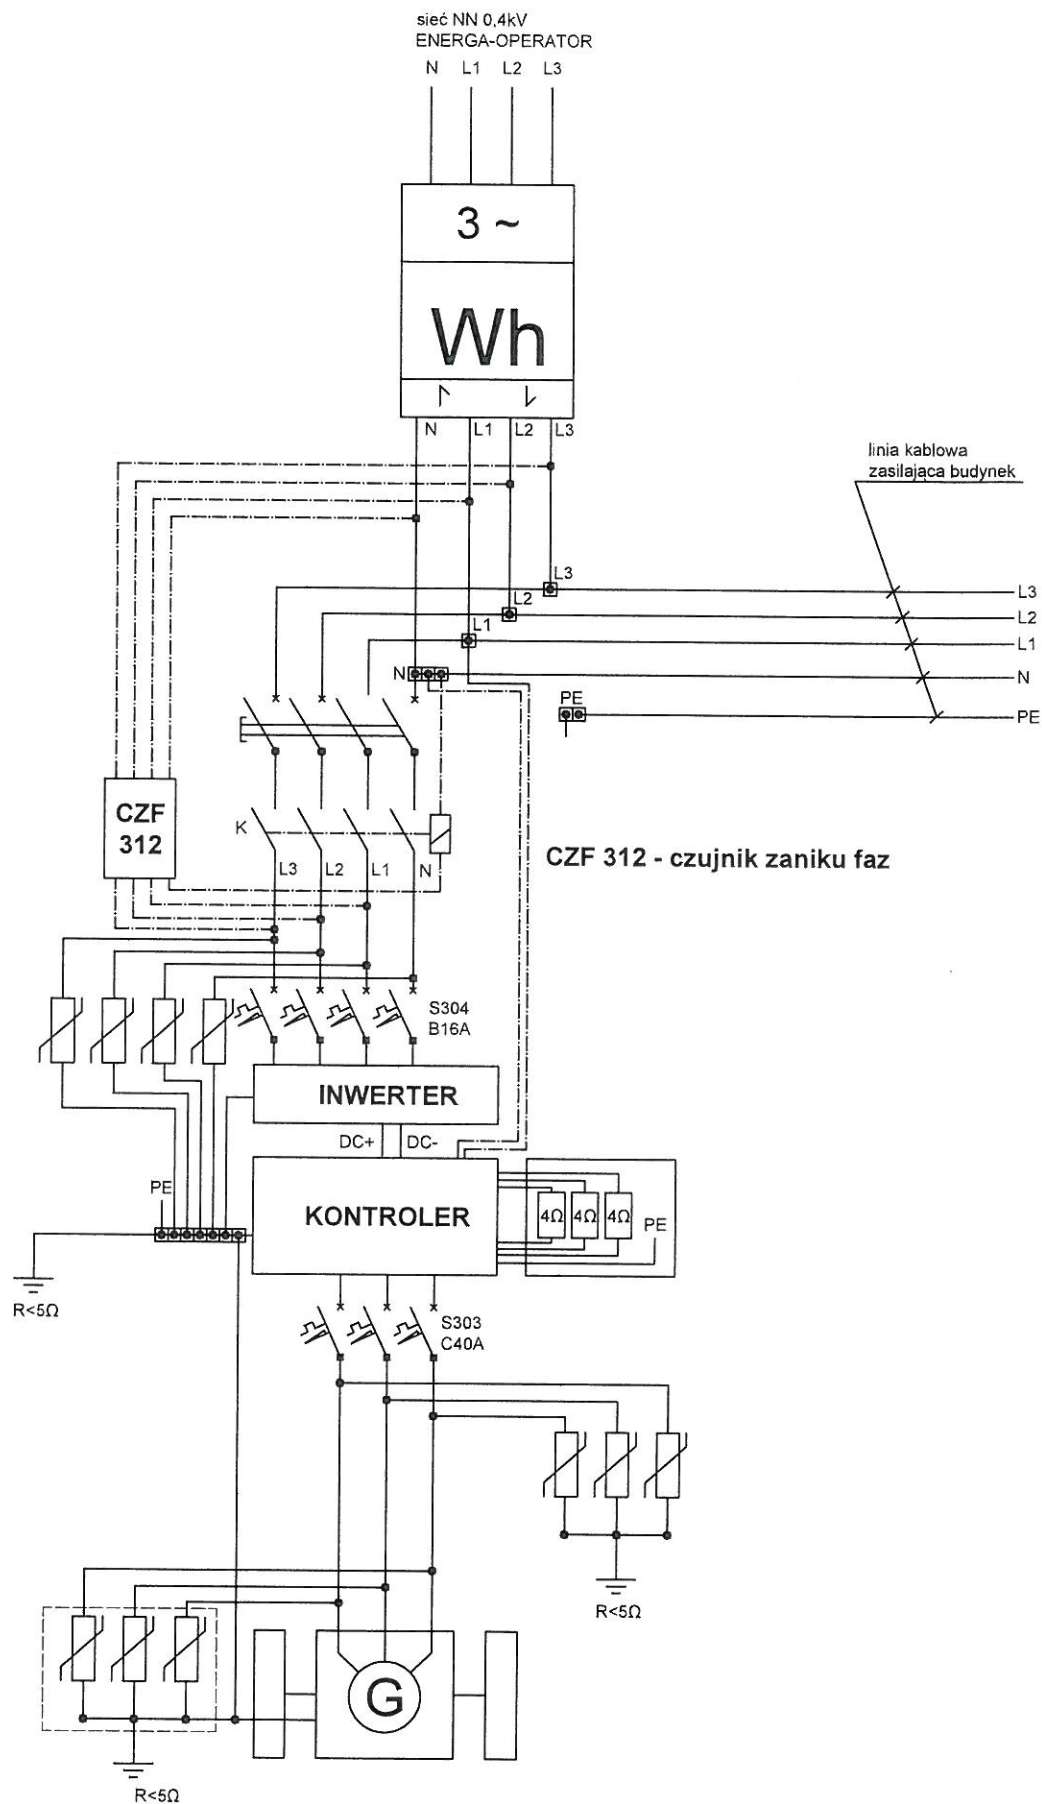 sieć NN 0,4kV
ENERGA-OPERATOR
N L1 L2 L3
3 ~
Wh
N L1 L2 L3
linia kablowa
zasilająca budynek
L3
L3
L2
L2
L1
L1
N
N
PE
PE
CZF
312
K
L3 L2 L1 N
CZF 312 - czujnik zaniku faz
S304
B16A
INWERTER
DC+ DC-
PE
KONTROLER
4Ω 4Ω 4Ω
PE
R<5Ω
S303
C40A
R<5Ω
G
R<5Ω